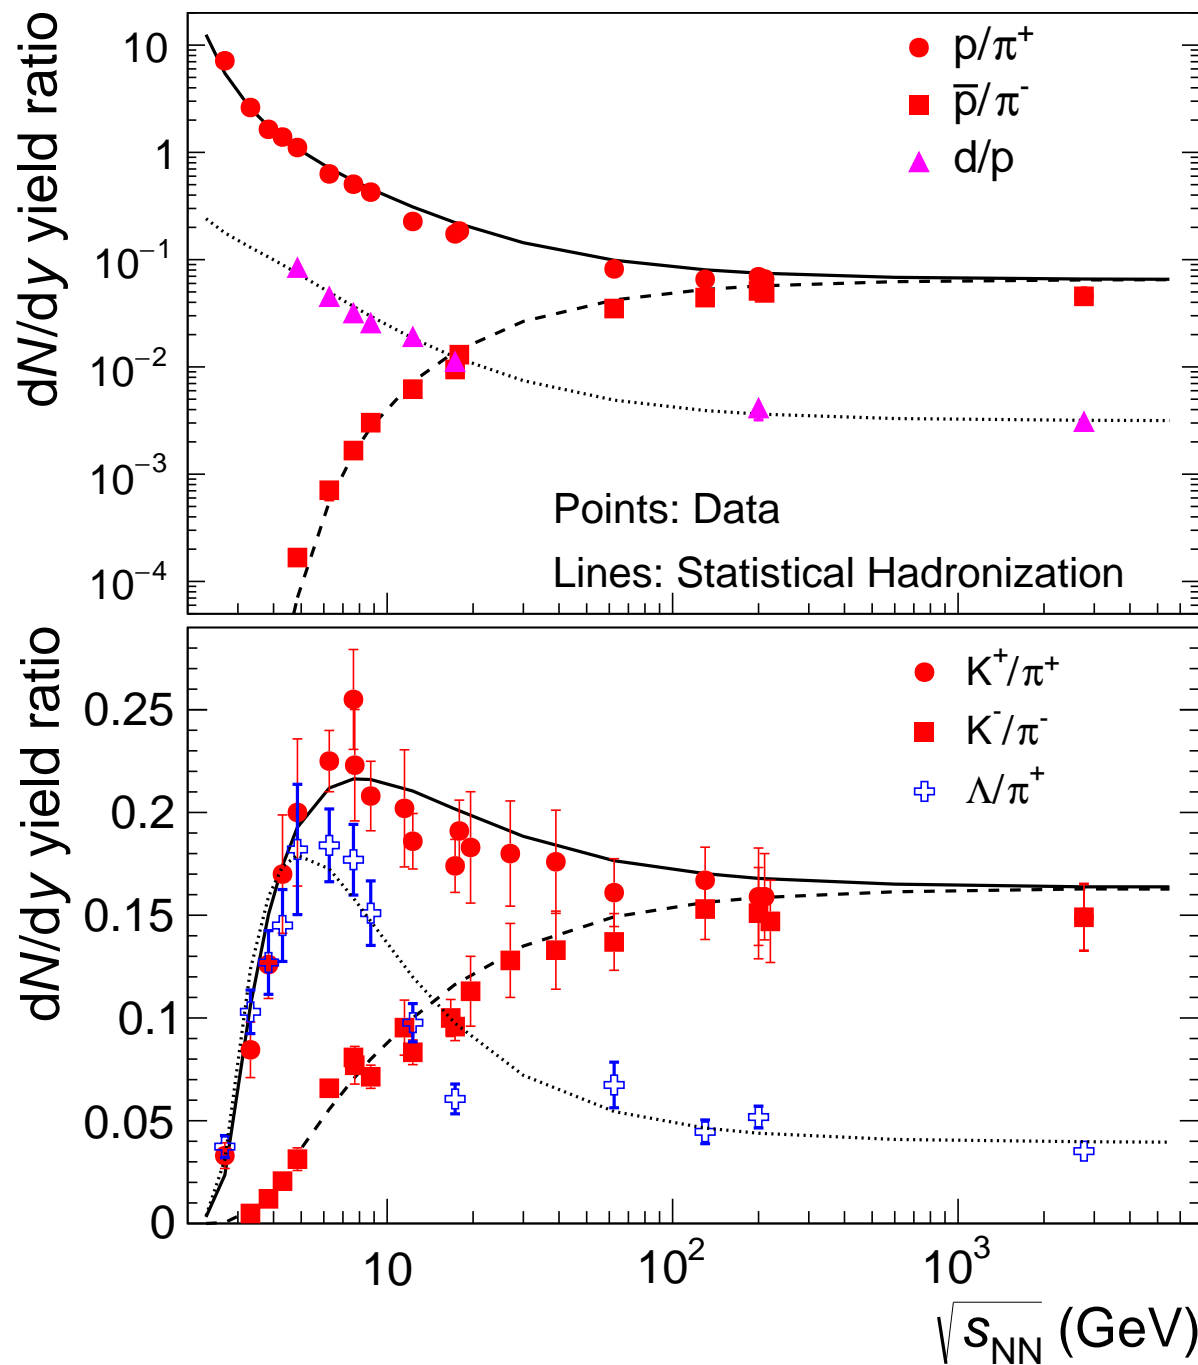 dN/dy yield ratio
10
1
10⁻¹
10⁻²
10⁻³
10⁻⁴
p/π⁺
p̅/π⁻
d/p
Points: Data
Lines: Statistical Hadronization
dN/dy yield ratio
0.25
0.2
0.15
0.1
0.05
0
K⁺/π⁺
K⁻/π⁻
Λ/π⁺
10
10²
10³
√sNN (GeV)